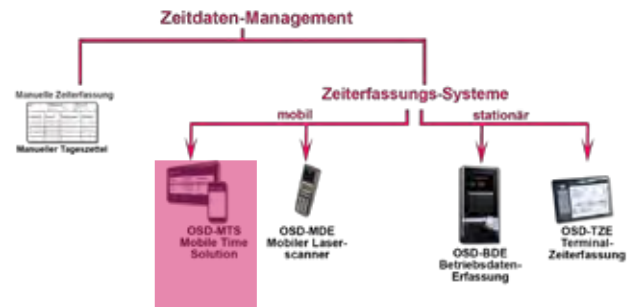 Zeitdaten-Management
Manuelle Zeiterfassung
Manueller Tageszettel
Zeiterfassungs-Systeme
mobil
stationär
OSD-MTS
Mobile Time
Solution
OSD-MDE
Mobiler Laser-
scanner
OSD-BDE
Betriebsdaten-
Erfassung
OSD-TZE
Terminal-
Zeiterfassung